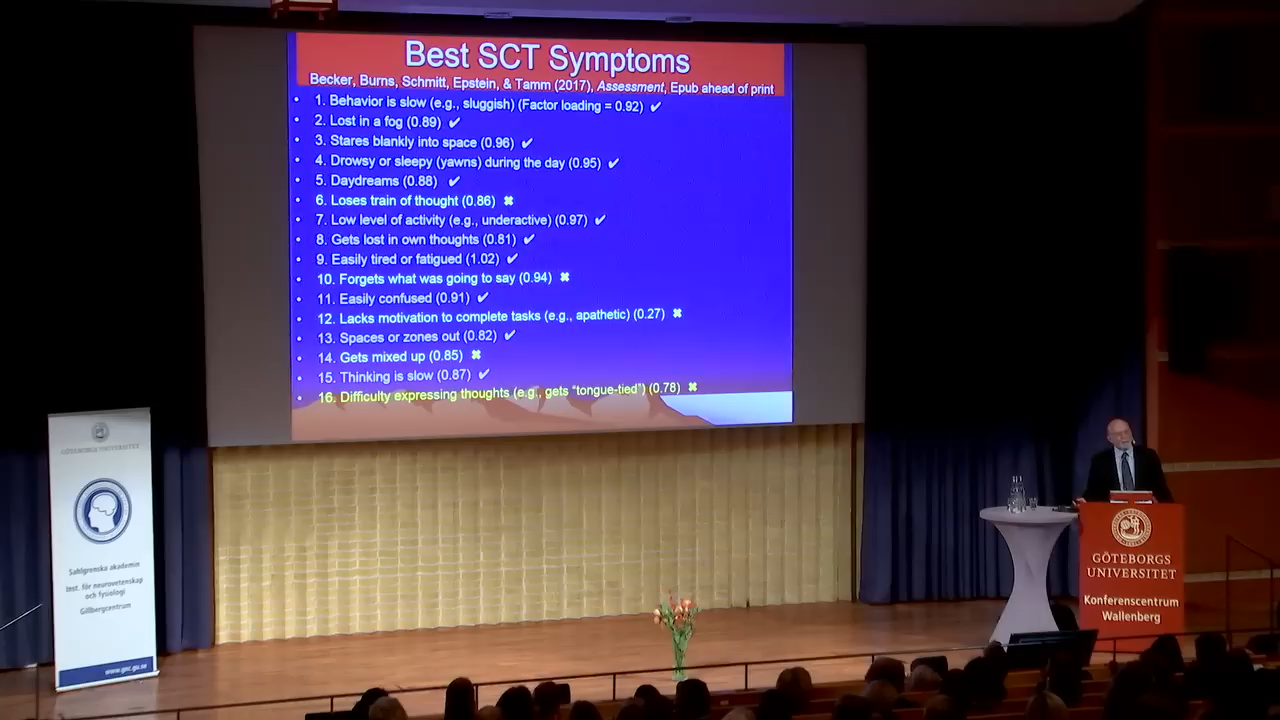 Best SCT Symptoms
Becker, Burns, Schmitt, Epstein, & Tamm (2017), Assessment, Epub ahead of print
• 1. Behavior is slow (e.g., sluggish) (Factor loading = 0.92) ✔
• 2. Lost in a fog (0.89) ✔
• 3. Stares blankly into space (0.96) ✔
• 4. Drowsy or sleepy (yawns) during the day (0.95) ✔
• 5. Daydreams (0.88) ✔
• 6. Loses train of thought (0.86) ✖
• 7. Low level of activity (e.g., underactive) (0.97) ✔
• 8. Gets lost in own thoughts (0.81) ✔
• 9. Easily tired or fatigued (1.02) ✔
• 10. Forgets what was going to say (0.94) ✖
• 11. Easily confused (0.91) ✔
• 12. Lacks motivation to complete tasks (e.g., apathetic) (0.27) ✖
• 13. Spaces or zones out (0.82) ✔
• 14. Gets mixed up (0.85) ✖
• 15. Thinking is slow (0.87) ✔
• 16. Difficulty expressing thoughts (e.g., gets "tongue-tied") (0.78) ✖
GÖTEBORGS UNIVERSITET
Sahlgrenska akademin
Inst. för neurovetenskap
och fysiologi
Gillbergcentrum
www.gnc.gu.se
GÖTEBORGS
UNIVERSITET
Konferenscentrum
Wallenberg